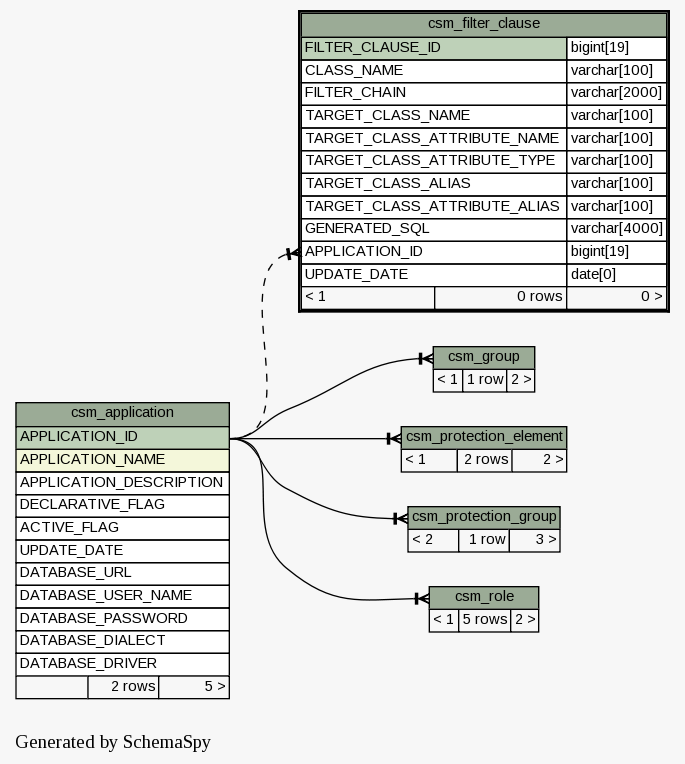 csm_filter_clause
FILTER_CLAUSE_ID bigint[19]
CLASS_NAME varchar[100]
FILTER_CHAIN varchar[2000]
TARGET_CLASS_NAME varchar[100]
TARGET_CLASS_ATTRIBUTE_NAME varchar[100]
TARGET_CLASS_ATTRIBUTE_TYPE varchar[100]
TARGET_CLASS_ALIAS varchar[100]
TARGET_CLASS_ATTRIBUTE_ALIAS varchar[100]
GENERATED_SQL varchar[4000]
APPLICATION_ID bigint[19]
UPDATE_DATE date[0]
< 1 0 rows 0 >
csm_group
< 1 1 row 2 >
csm_application
APPLICATION_ID
APPLICATION_NAME
APPLICATION_DESCRIPTION
DECLARATIVE_FLAG
ACTIVE_FLAG
UPDATE_DATE
DATABASE_URL
DATABASE_USER_NAME
DATABASE_PASSWORD
DATABASE_DIALECT
DATABASE_DRIVER
2 rows 5 >
csm_protection_element
< 1 2 rows 2 >
csm_protection_group
< 2 1 row 3 >
csm_role
< 1 5 rows 2 >
Generated by SchemaSpy